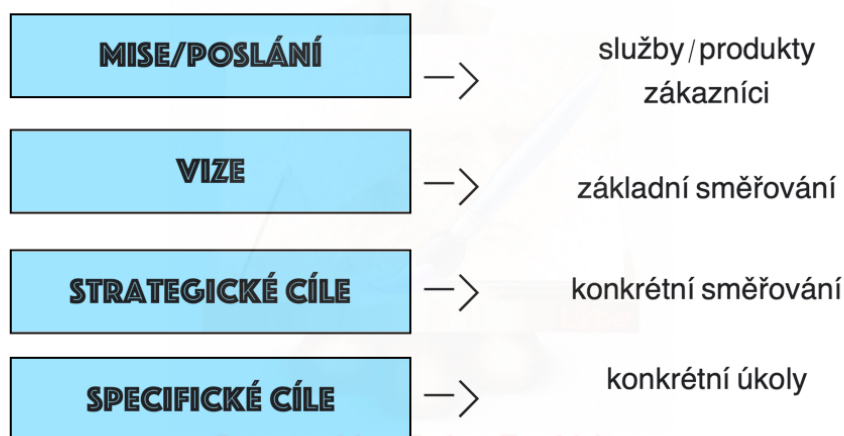 MISE/POSLÁNÍ
služby/produkty
zákazníci
VIZE
základní směřování
STRATEGICKÉ CÍLE
konkrétní směřování
SPECIFICKÉ CÍLE
konkrétní úkoly